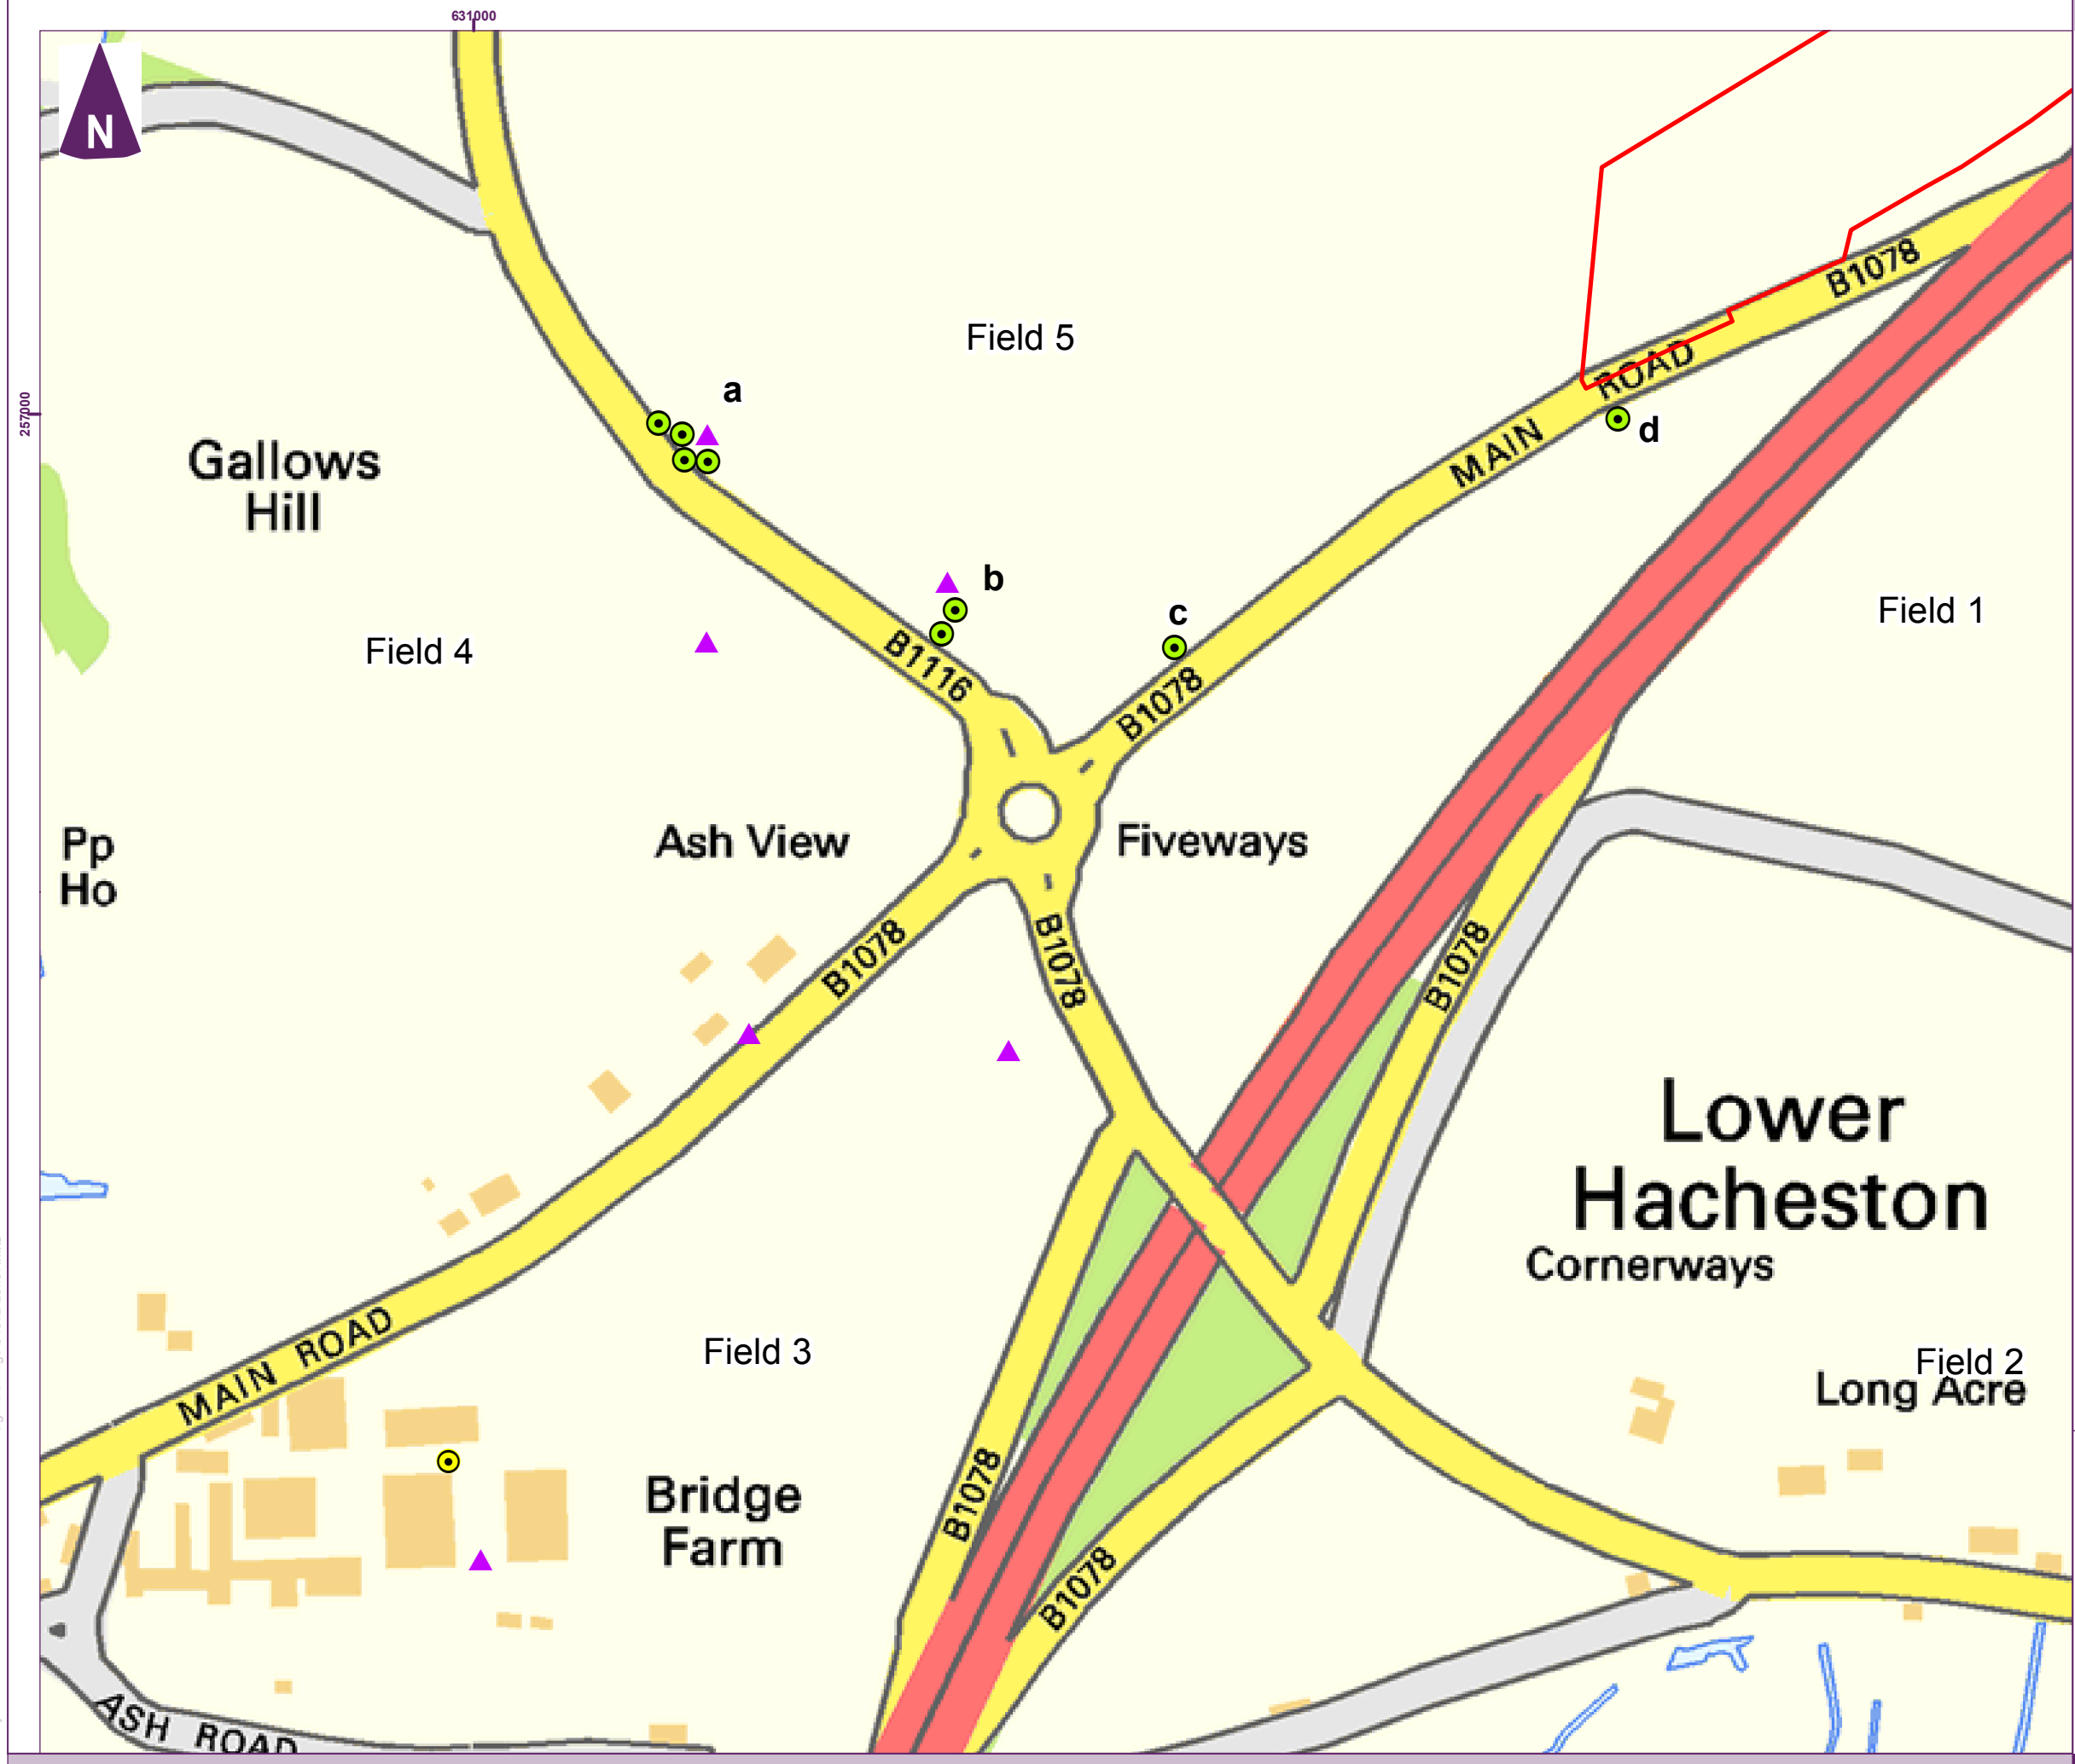 631000
N
257000
Field 5
B1078
ROAD
MAIN
a
d
Gallows
Hill
b
c
Field 1
Field 4
B1116
B1078
Pp
Ho
Ash View
Fiveways
B1078
B1078
B1078
Lower
Hacheston
Cornerways
MAIN ROAD
Field 3
Field 2
Long Acre
Bridge
Farm
B1078
B1078
ASH ROAD